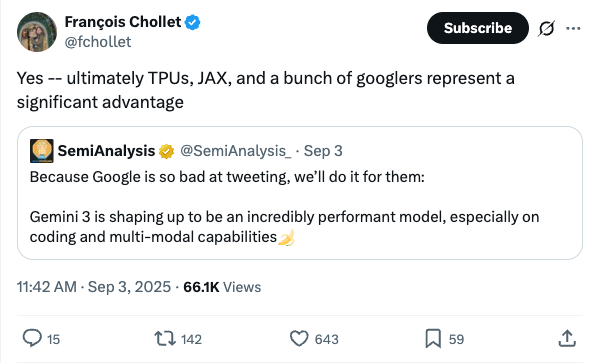 François Chollet
@fchollet
Subscribe
Yes -- ultimately TPUs, JAX, and a bunch of googlers represent a
significant advantage
SemiAnalysis @SemiAnalysis_ · Sep 3
Because Google is so bad at tweeting, we’ll do it for them:
Gemini 3 is shaping up to be an incredibly performant model, especially on
coding and multi-modal capabilities🍌
11:42 AM · Sep 3, 2025 · 66.1K Views
15 142 643 59